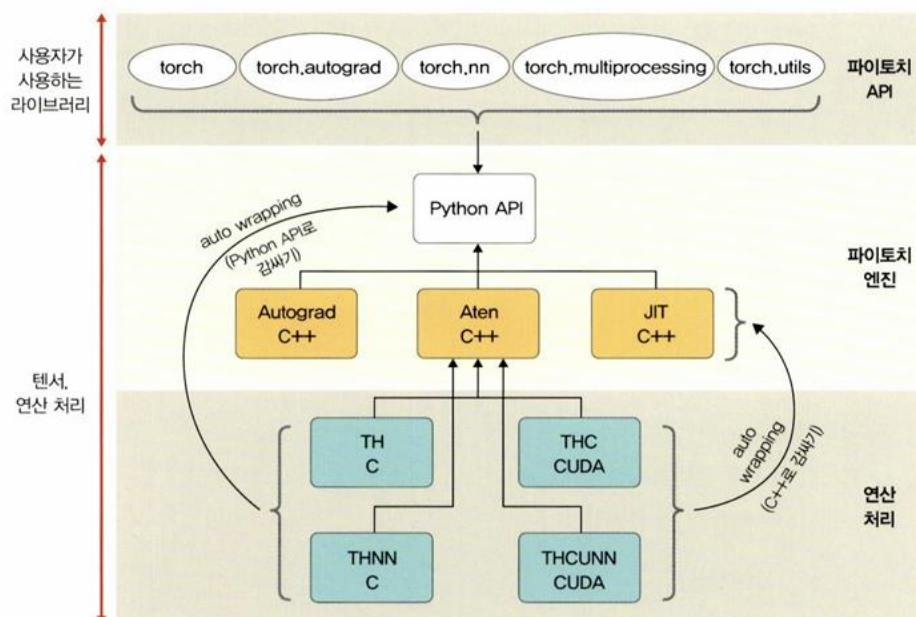 사용자가
사용하는
라이브러리
torch
torch.autograd
torch.nn
torch.multiprocessing
torch.utils
파이토치
API
Python API
auto wrapping
(Python API로
감싸기)
파이토치
엔진
Autograd
C++
Aten
C++
JIT
C++
텐서,
연산 처리
TH
C
THC
CUDA
auto
wrapping
(C++로 감싸기)
연산
처리
THNN
C
THCUNN
CUDA